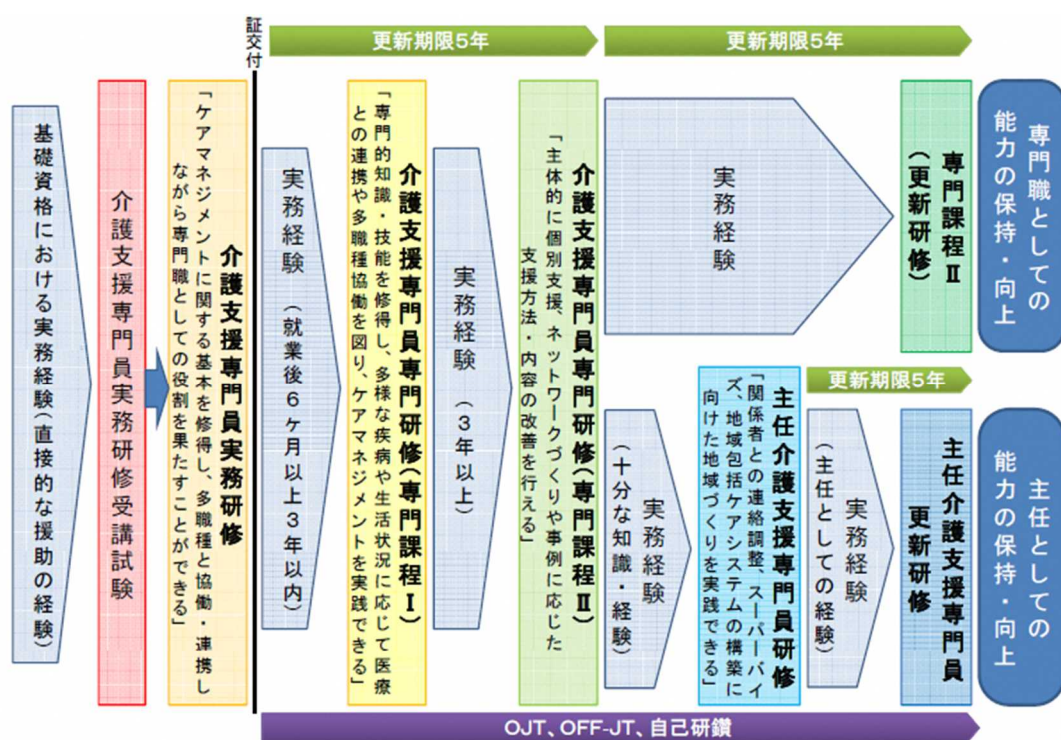 証交付
更新期限5年
更新期限5年
基礎資格における実務経験(直接的な援助の経験)
介護支援専門員実務研修受講試験
介護支援専門員実務研修
「ケアマネジメントに関する基本を修得し、多職種と協働・連携し
ながら専門職としての役割を果たすことができる」
実務経験 (就業後6ヶ月以上3年以内)
介護支援専門員専門研修(専門課程Ⅰ)
「専門的知識・技能を修得し、多様な疾病や生活状況に応じて医療
との連携や多職種協働を図り、ケアマネジメントを実践できる」
実務経験 (3年以上)
介護支援専門員専門研修(専門課程Ⅱ)
「主体的に個別支援、ネットワークづくりや事例に応じた
支援方法・内容の改善を行える」
実務経験
専門課程Ⅱ
(更新研修)
専門職としての
能力の保持・向上
実務経験
(十分な知識・経験)
主任介護支援専門員研修
「関係者との連絡調整、スーパーバイ
ズ、地域包括ケアシステムの構築に
向けた地域づくりを実践できる」
更新期限5年
実務経験
(主任としての経験)
主任介護支援専門員
更新研修
主任としての
能力の保持・向上
OJT、OFF-JT、自己研鑽